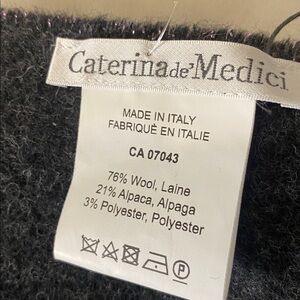 Caterina de' Medici
MADE IN ITALY
FABRIQUÉ EN ITALIE
CA 07043
76% Wool, Laine
21% Alpaca, Alpaga
3% Polyester, Polyester
P